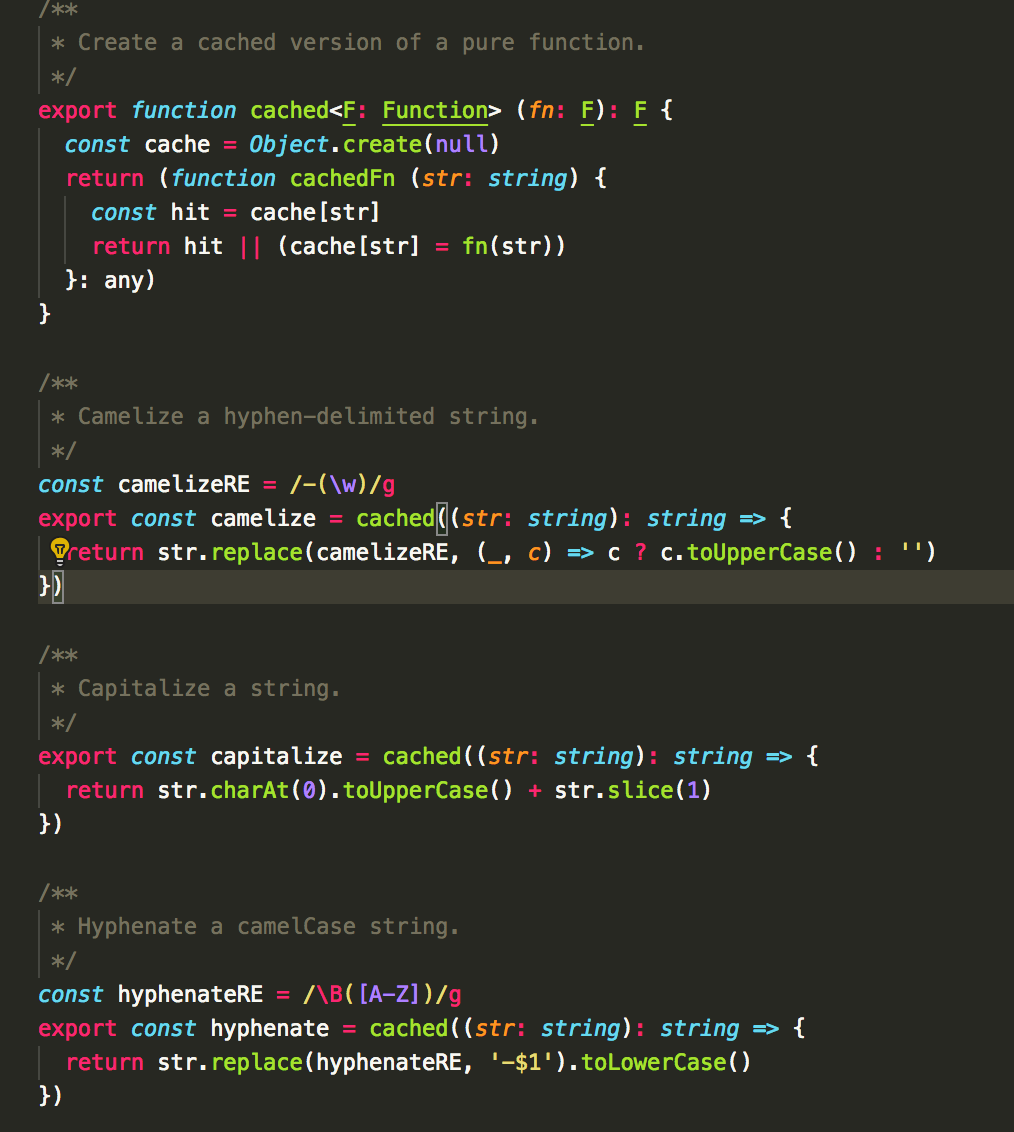 /**
 * Create a cached version of a pure function.
 */
export function cached<F: Function> (fn: F): F {
  const cache = Object.create(null)
  return (function cachedFn (str: string) {
    const hit = cache[str]
    return hit || (cache[str] = fn(str))
  }: any)
}

/**
 * Camelize a hyphen-delimited string.
 */
const camelizeRE = /-(\w)/g
export const camelize = cached((str: string): string => {
  return str.replace(camelizeRE, (_, c) => c ? c.toUpperCase() : '')
})

/**
 * Capitalize a string.
 */
export const capitalize = cached((str: string): string => {
  return str.charAt(0).toUpperCase() + str.slice(1)
})

/**
 * Hyphenate a camelCase string.
 */
const hyphenateRE = /\B([A-Z])/g
export const hyphenate = cached((str: string): string => {
  return str.replace(hyphenateRE, '-$1').toLowerCase()
})